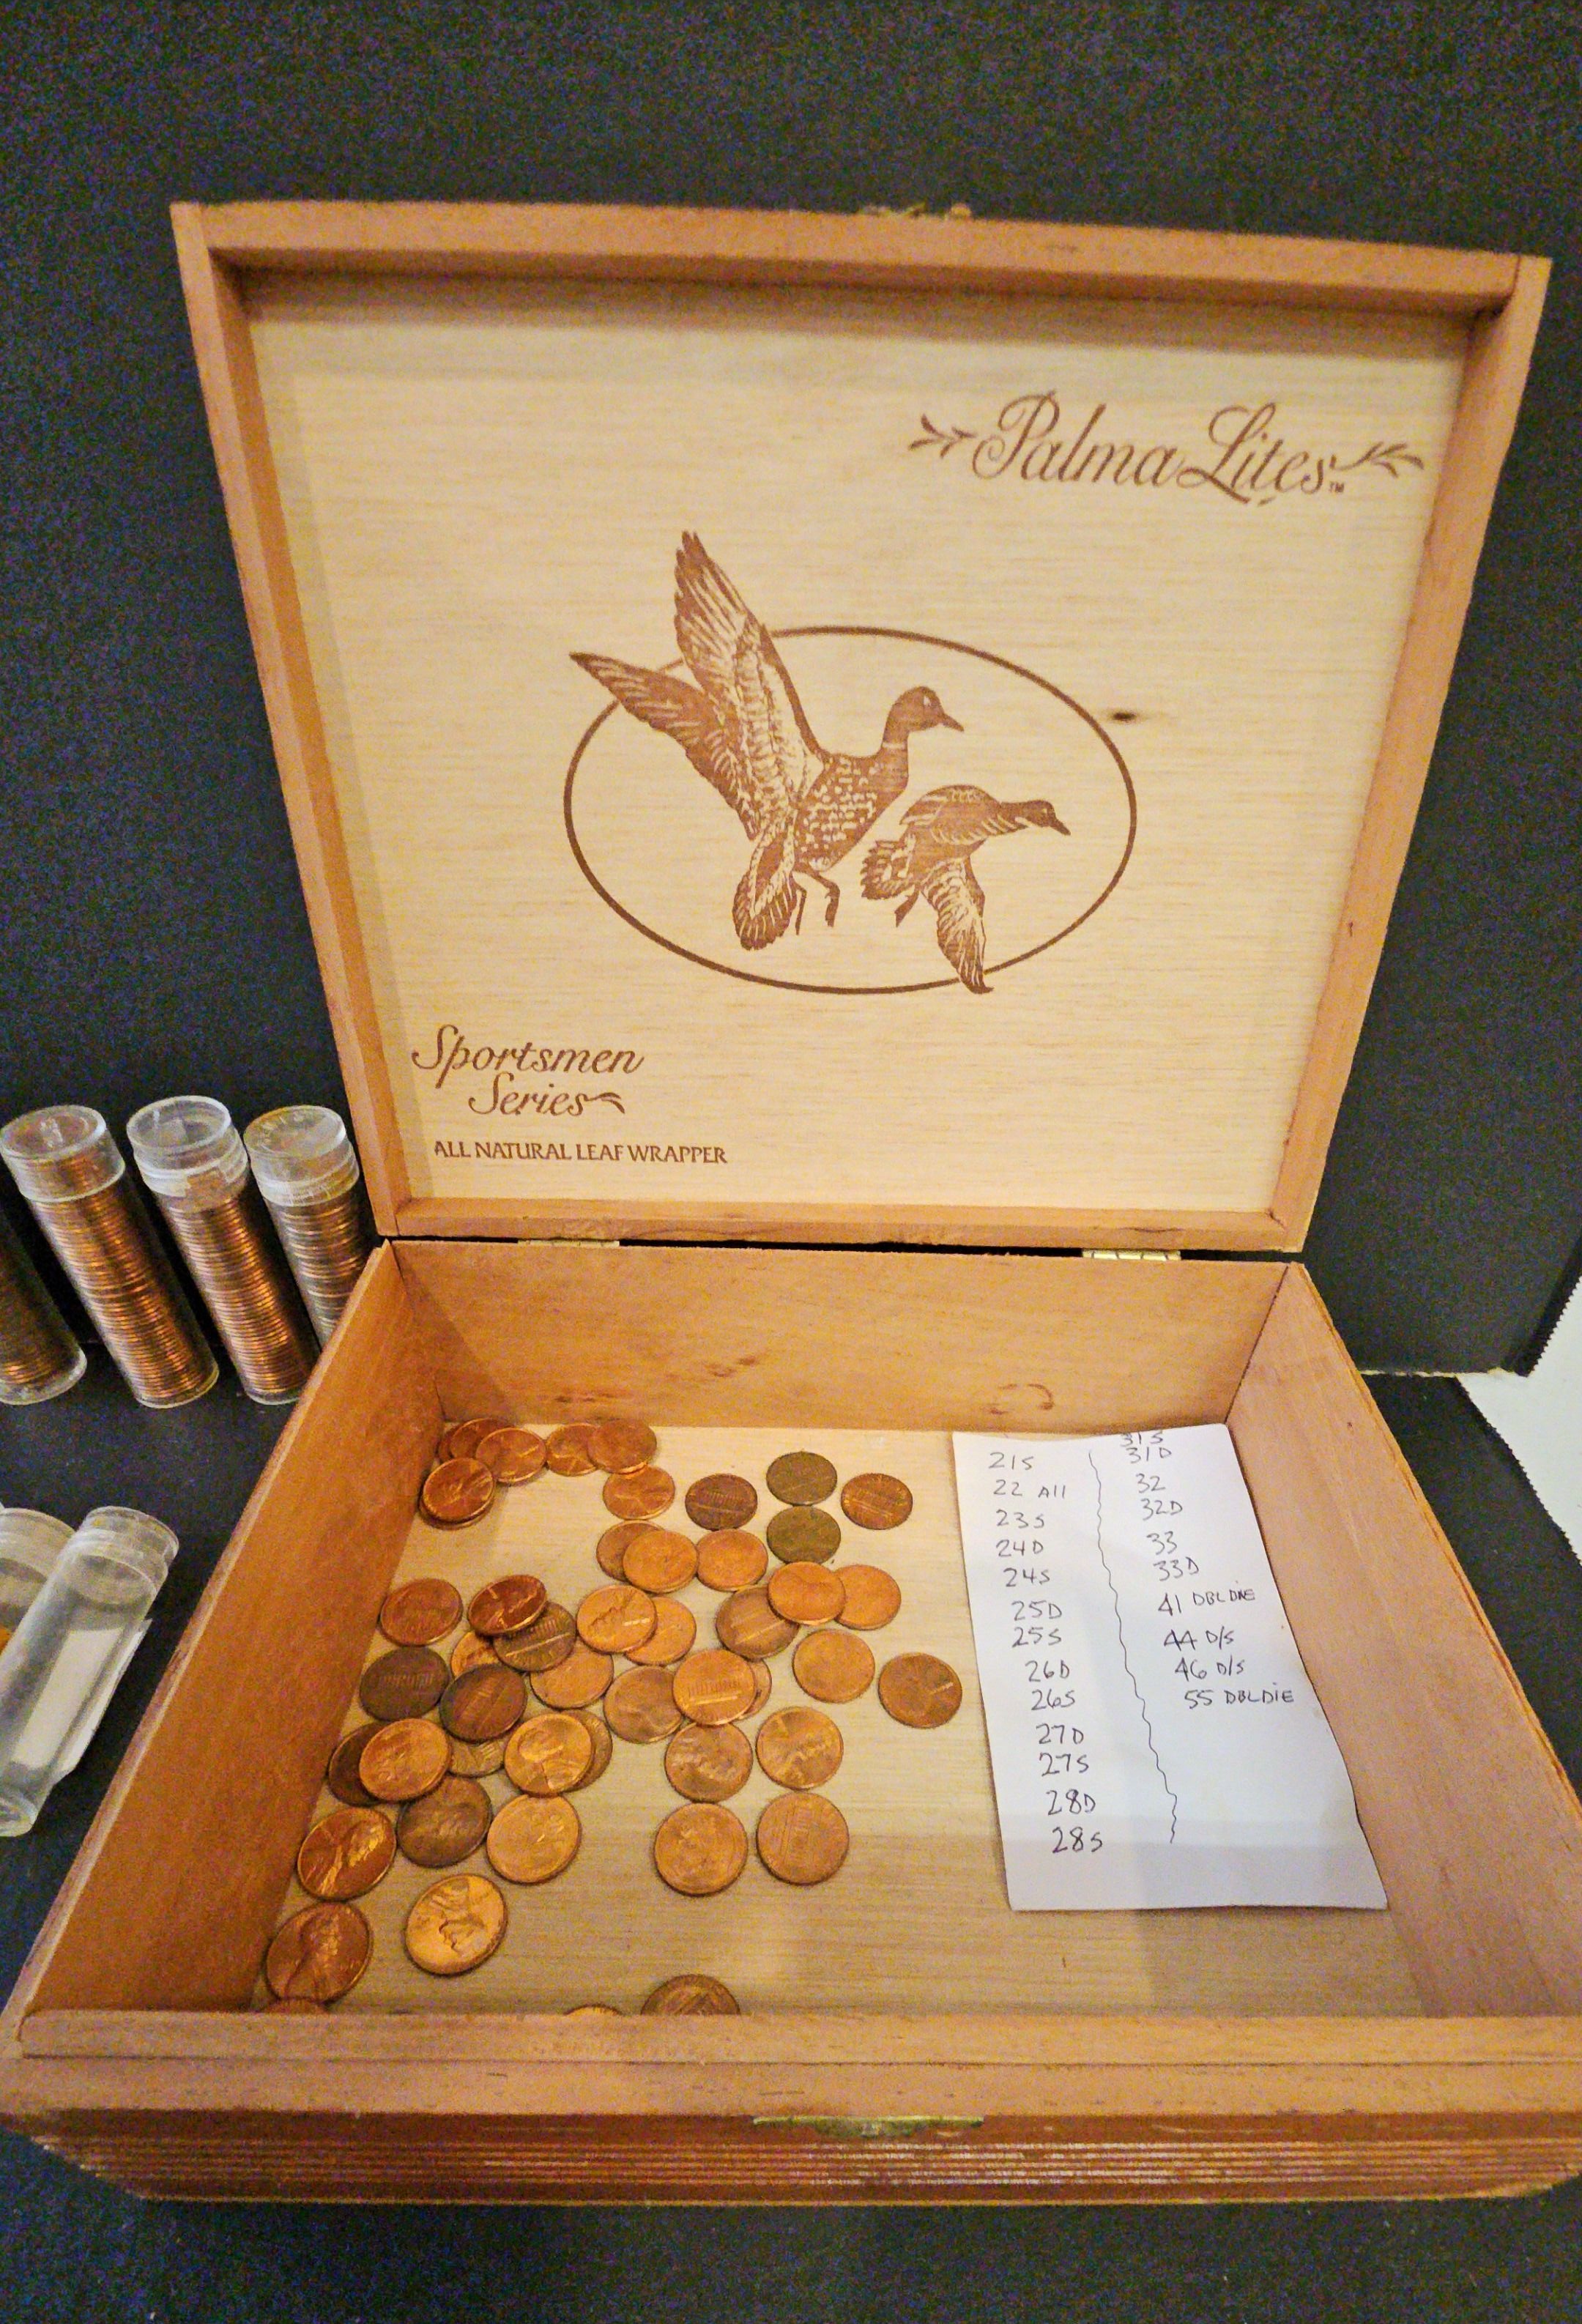 Palma Lites™
Sportsmen
Series
ALL NATURAL LEAF WRAPPER
21S
22 All
23S
24D
24S
25D
25S
26D
26S
27D
27S
28D
28S
31S
31D
32
32D
33
33D
41 DBL DIE
44 D/S
46 D/S
55 DBL DIE